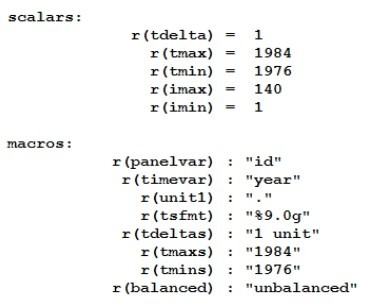 scalars:
r(tdelta) = 1
r(tmax) = 1984
r(tmin) = 1976
r(imax) = 140
r(imin) = 1
macros:
r(panelvar) : "id"
r(timevar) : "year"
r(unit1) : "."
r(tsfmt) : "%9.0g"
r(tdeltas) : "1 unit"
r(tmaxs) : "1984"
r(tmins) : "1976"
r(balanced) : "unbalanced"